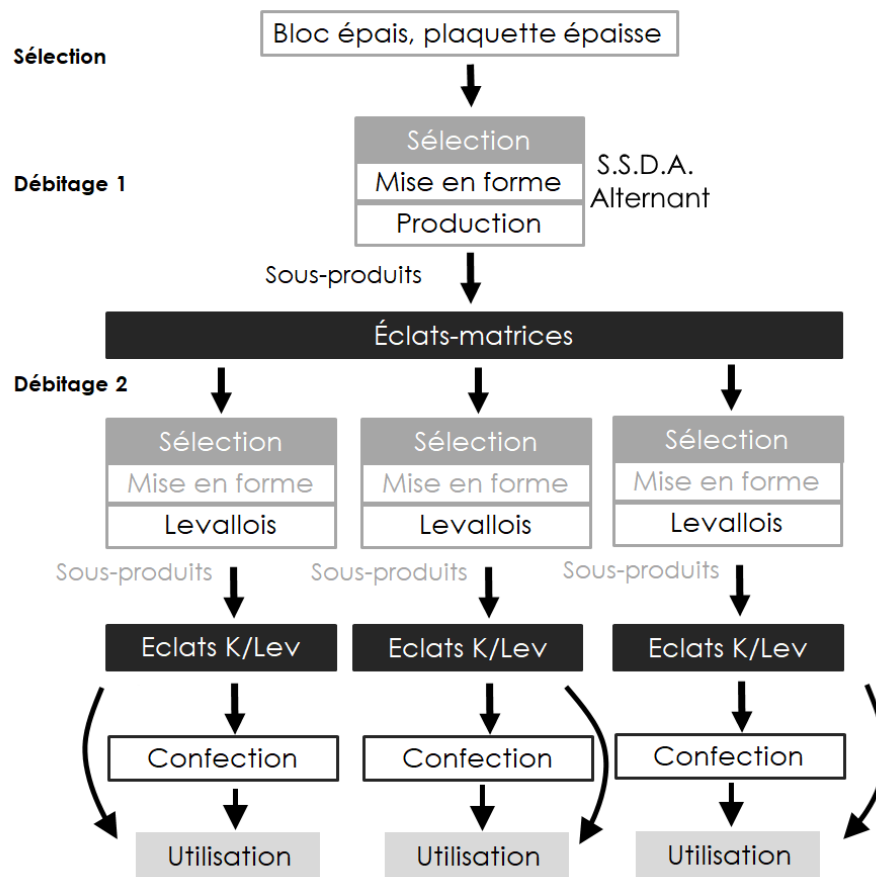 Bloc épais, plaquette épaisse
Sélection
Sélection
Débitage 1
Mise en forme
S.S.D.A.
Alternant
Production
Sous-produits
Éclats-matrices
Débitage 2
Sélection
Sélection
Sélection
Mise en forme
Mise en forme
Mise en forme
Levallois
Levallois
Levallois
Sous-produits
Sous-produits
Sous-produits
Eclats K/Lev
Eclats K/Lev
Eclats K/Lev
Confection
Confection
Confection
Utilisation
Utilisation
Utilisation